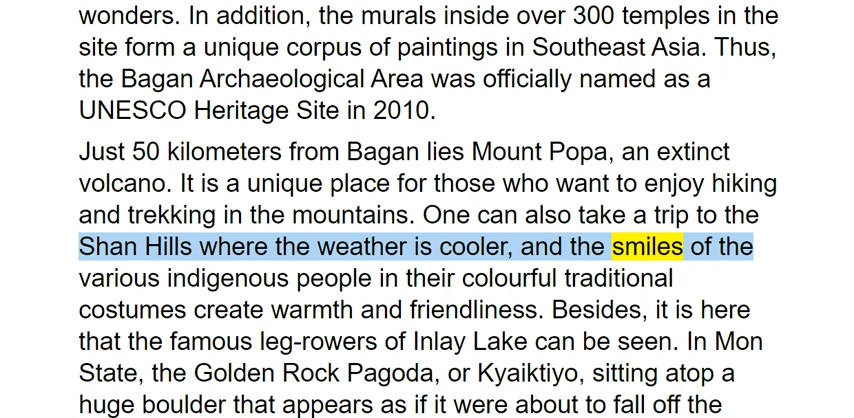 wonders. In addition, the murals inside over 300 temples in the
site form a unique corpus of paintings in Southeast Asia. Thus,
the Bagan Archaeological Area was officially named as a
UNESCO Heritage Site in 2010.
Just 50 kilometers from Bagan lies Mount Popa, an extinct
volcano. It is a unique place for those who want to enjoy hiking
and trekking in the mountains. One can also take a trip to the
Shan Hills where the weather is cooler, and the smiles of the
various indigenous people in their colourful traditional
costumes create warmth and friendliness. Besides, it is here
that the famous leg-rowers of Inlay Lake can be seen. In Mon
State, the Golden Rock Pagoda, or Kyaiktiyo, sitting atop a
huge boulder that appears as if it were about to fall off the